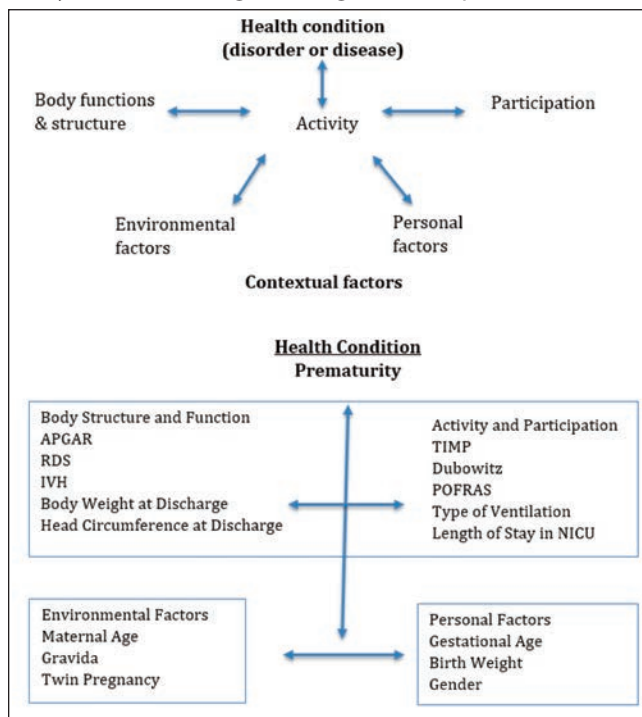 Health condition
(disorder or disease)
Body functions
& structure
Activity
Participation
Environmental
factors
Personal
factors
Contextual factors
Health Condition
Prematurity
Body Structure and Function
APGAR
RDS
IVH
Body Weight at Discharge
Head Circumference at Discharge
Activity and Participation
TIMP
Dubowitz
POFRAS
Type of Ventilation
Length of Stay in NICU
Environmental Factors
Maternal Age
Gravida
Twin Pregnancy
Personal Factors
Gestational Age
Birth Weight
Gender